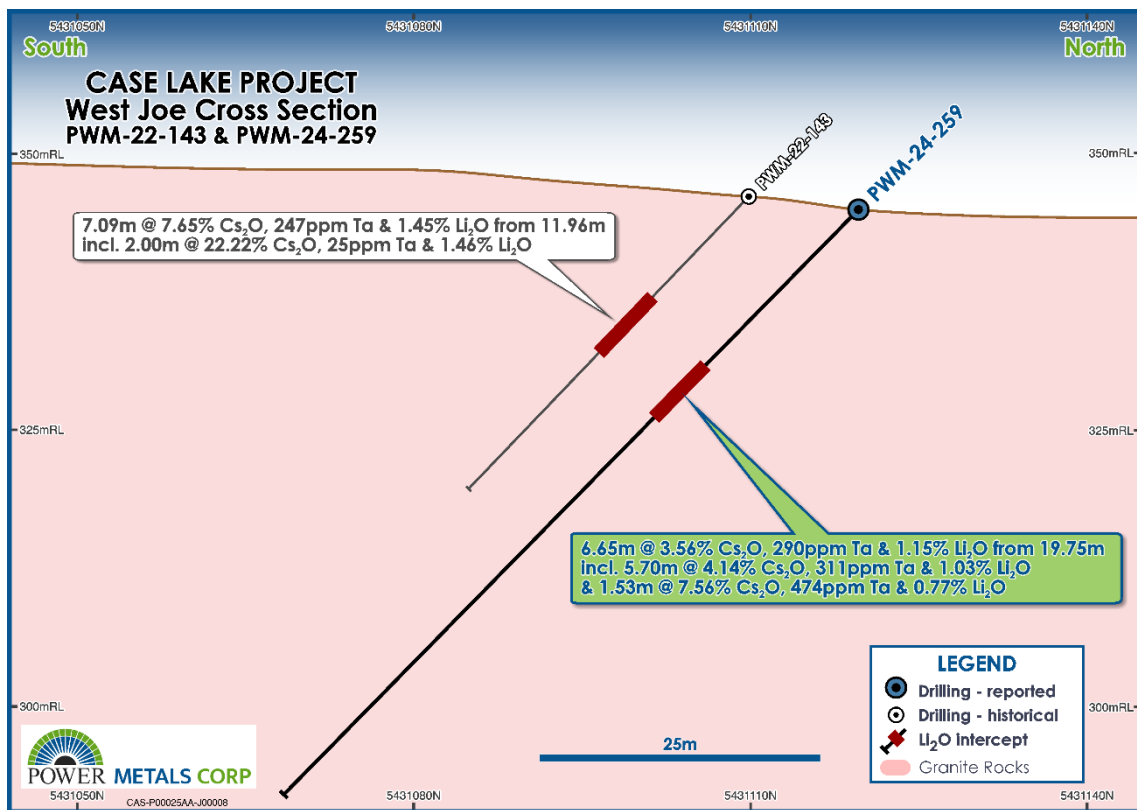 5431050N 5431080N 5431110N 5431140N
South North
CASE LAKE PROJECT
West Joe Cross Section
PWM-22-143 & PWM-24-259
PWM-22-143
PWM-24-259
350mRL 350mRL
7.09m @ 7.65% Cs₂O, 247ppm Ta & 1.45% Li₂O from 11.96m
incl. 2.00m @ 22.22% Cs₂O, 25ppm Ta & 1.46% Li₂O
325mRL 325mRL
6.65m @ 3.56% Cs₂O, 290ppm Ta & 1.15% Li₂O from 19.75m
incl. 5.70m @ 4.14% Cs₂O, 311ppm Ta & 1.03% Li₂O
& 1.53m @ 7.56% Cs₂O, 474ppm Ta & 0.77% Li₂O
300mRL 300mRL
LEGEND
Drilling - reported
Drilling - historical
Li₂O intercept
Granite Rocks
25m
POWER METALS CORP
5431050N 5431080N 5431110N 5431140N
CAS-P00025AA-J00008